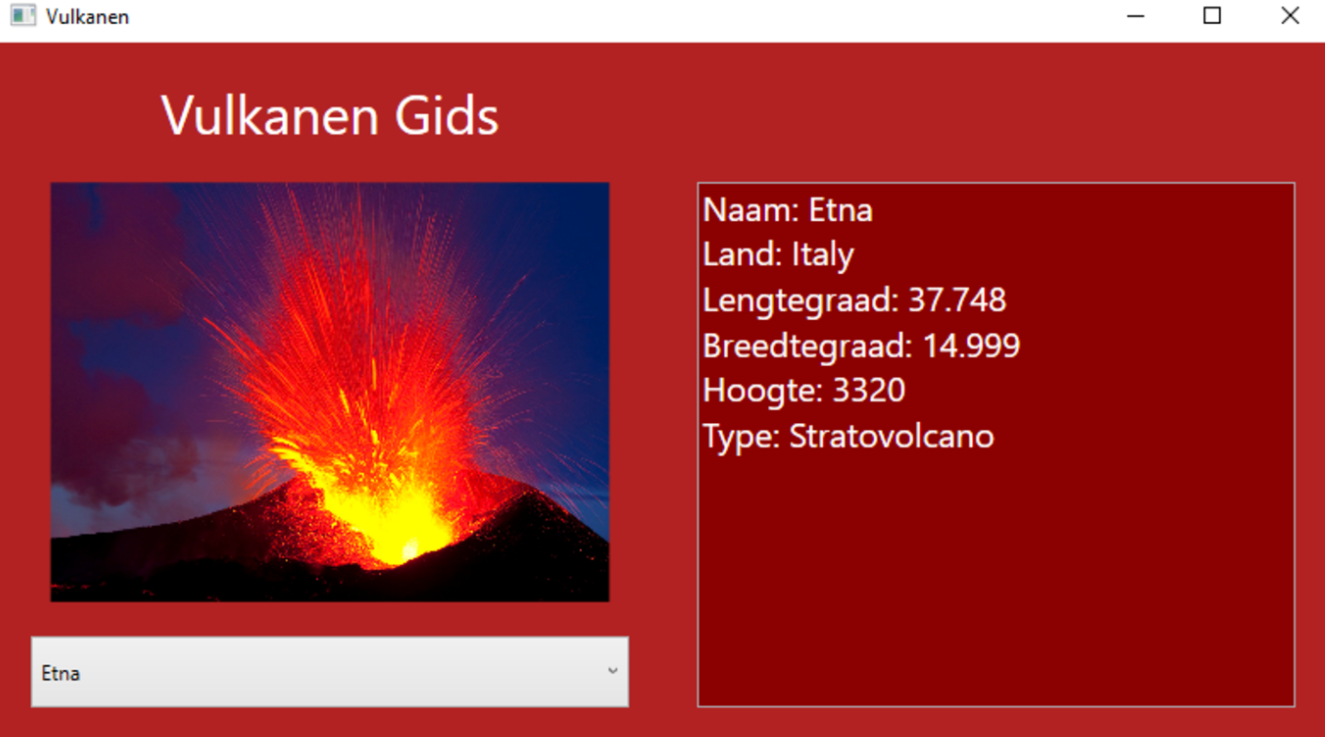 Vulkanen
Vulkanen Gids
Naam: Etna
Land: Italy
Lengtegraad: 37.748
Breedtegraad: 14.999
Hoogte: 3320
Type: Stratovolcano
Etna